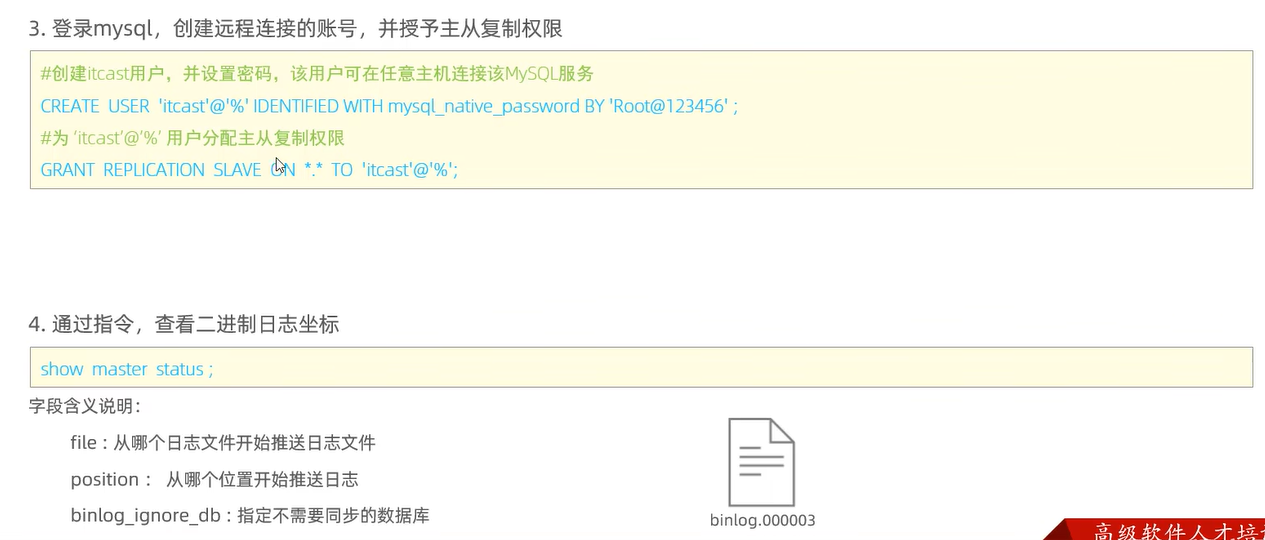 3. 登录mysql，创建远程连接的账号，并授予主从复制权限
#创建itcast用户，并设置密码，该用户可在任意主机连接该MySQL服务
CREATE USER 'itcast'@'%' IDENTIFIED WITH mysql_native_password BY 'Root@123456' ;
#为 'itcast'@'%' 用户分配主从复制权限
GRANT REPLICATION SLAVE ON *.* TO 'itcast'@'%';
4. 通过指令，查看二进制日志坐标
show master status ;
字段含义说明：
file : 从哪个日志文件开始推送日志文件
position ： 从哪个位置开始推送日志
binlog_ignore_db : 指定不需要同步的数据库
binlog.000003
高级软件人才培